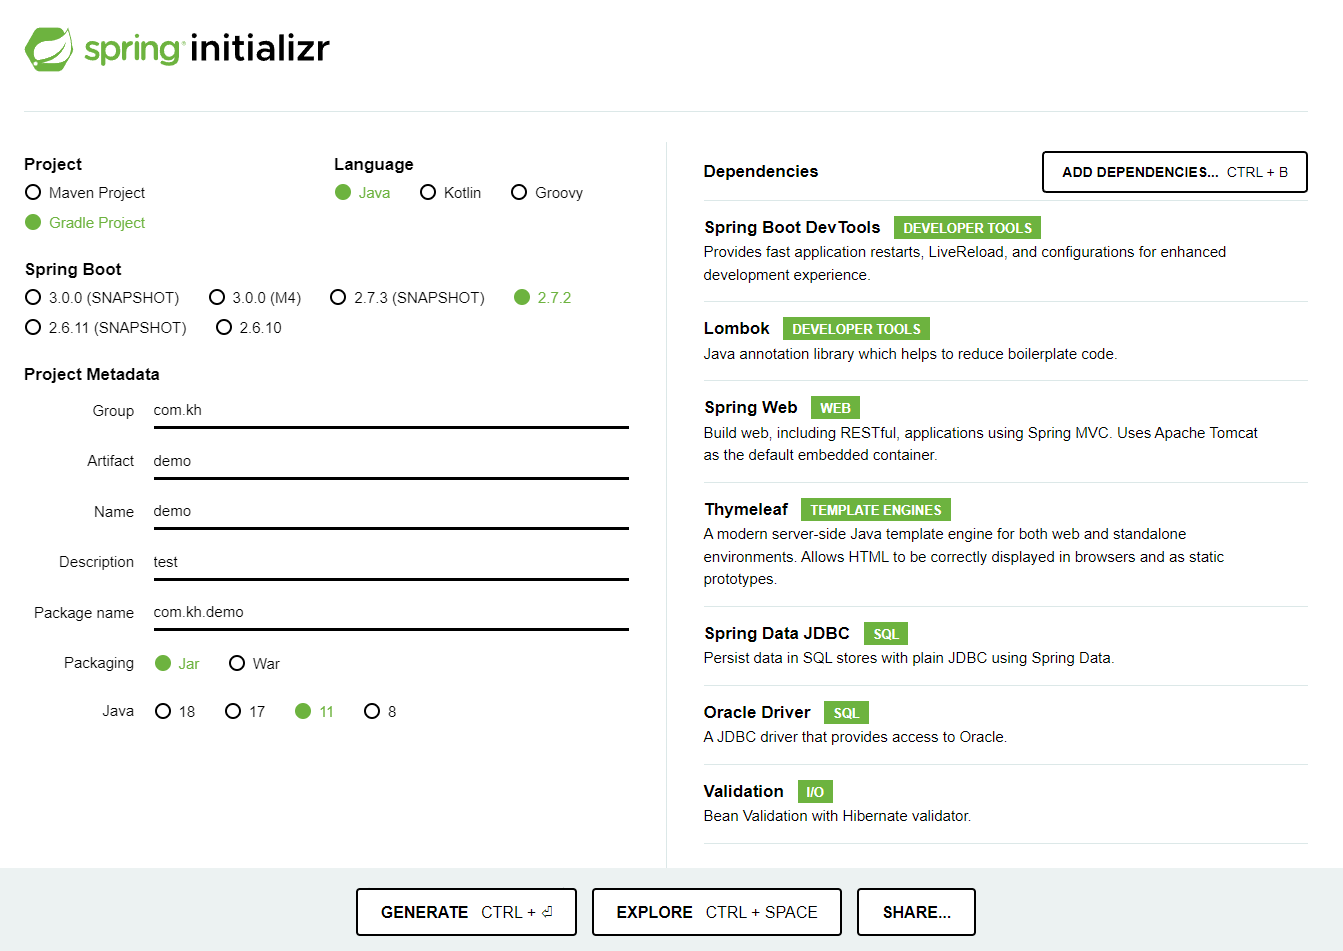 spring initializr
Project
Maven Project
Gradle Project
Language
Java Kotlin Groovy
Spring Boot
3.0.0 (SNAPSHOT) 3.0.0 (M4) 2.7.3 (SNAPSHOT) 2.7.2
2.6.11 (SNAPSHOT) 2.6.10
Project Metadata
Group com.kh
Artifact demo
Name demo
Description test
Package name com.kh.demo
Packaging Jar War
Java 18 17 11 8
Dependencies
ADD DEPENDENCIES... CTRL + B
Spring Boot DevTools DEVELOPER TOOLS
Provides fast application restarts, LiveReload, and configurations for enhanced
development experience.
Lombok DEVELOPER TOOLS
Java annotation library which helps to reduce boilerplate code.
Spring Web WEB
Build web, including RESTful, applications using Spring MVC. Uses Apache Tomcat
as the default embedded container.
Thymeleaf TEMPLATE ENGINES
A modern server-side Java template engine for both web and standalone
environments. Allows HTML to be correctly displayed in browsers and as static
prototypes.
Spring Data JDBC SQL
Persist data in SQL stores with plain JDBC using Spring Data.
Oracle Driver SQL
A JDBC driver that provides access to Oracle.
Validation I/O
Bean Validation with Hibernate validator.
GENERATE CTRL + ⏎
EXPLORE CTRL + SPACE
SHARE...